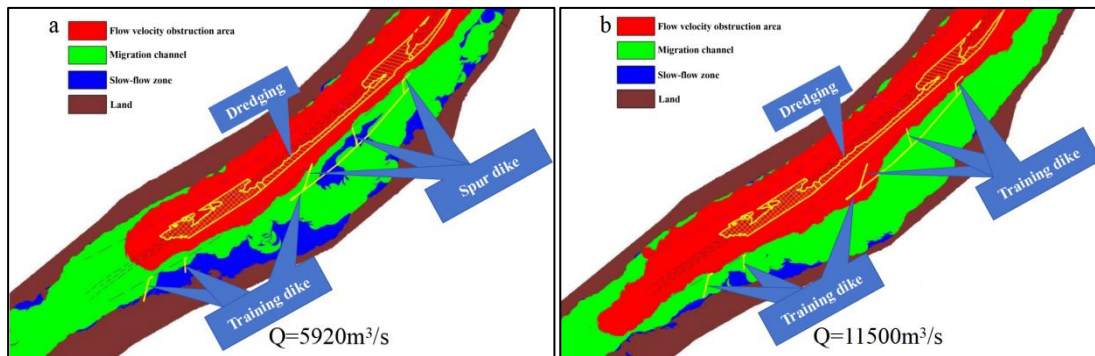 a
Flow velocity obstruction area
Migration channel
Slow-flow zone
Land
Dredging
Spur dike
Training dike
Q=5920m³/s
b
Flow velocity obstruction area
Migration channel
Slow-flow zone
Land
Dredging
Training dike
Training dike
Q=11500m³/s